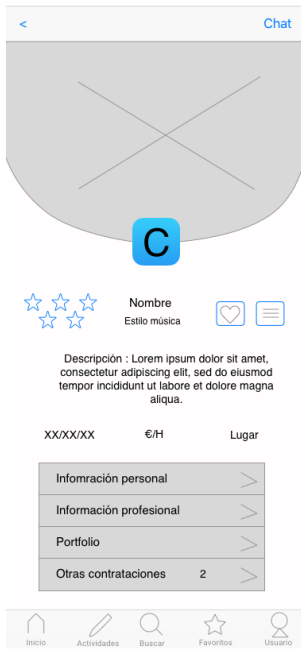 < Chat
C
Nombre
Estilo música
Descripción : Lorem ipsum dolor sit amet,
consectetur adipiscing elit, sed do eiusmod
tempor incididunt ut labore et dolore magna
aliqua.
XX/XX/XX €/H Lugar
Infomración personal
Información profesional
Portfolio
Otras contrataciones 2
Inicio Actividades Buscar Favoritos Usuario